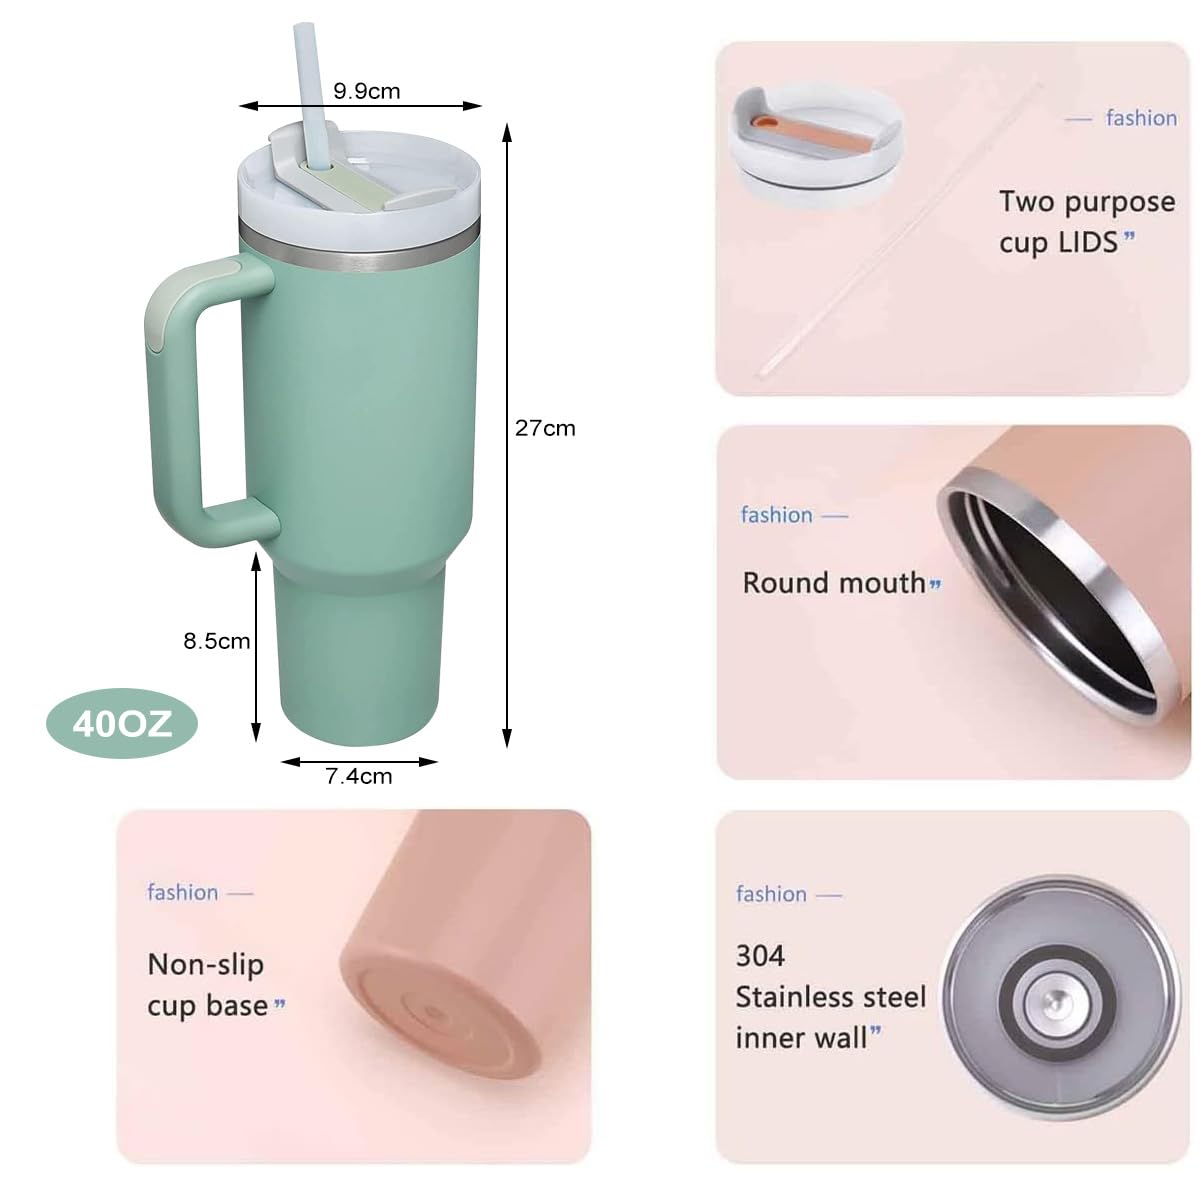 9.9cm
27cm
8.5cm
40OZ
7.4cm
— fashion
Two purpose
cup LIDS”
fashion —
Round mouth”
fashion —
Non-slip
cup base”
fashion —
304
Stainless steel
inner wall”